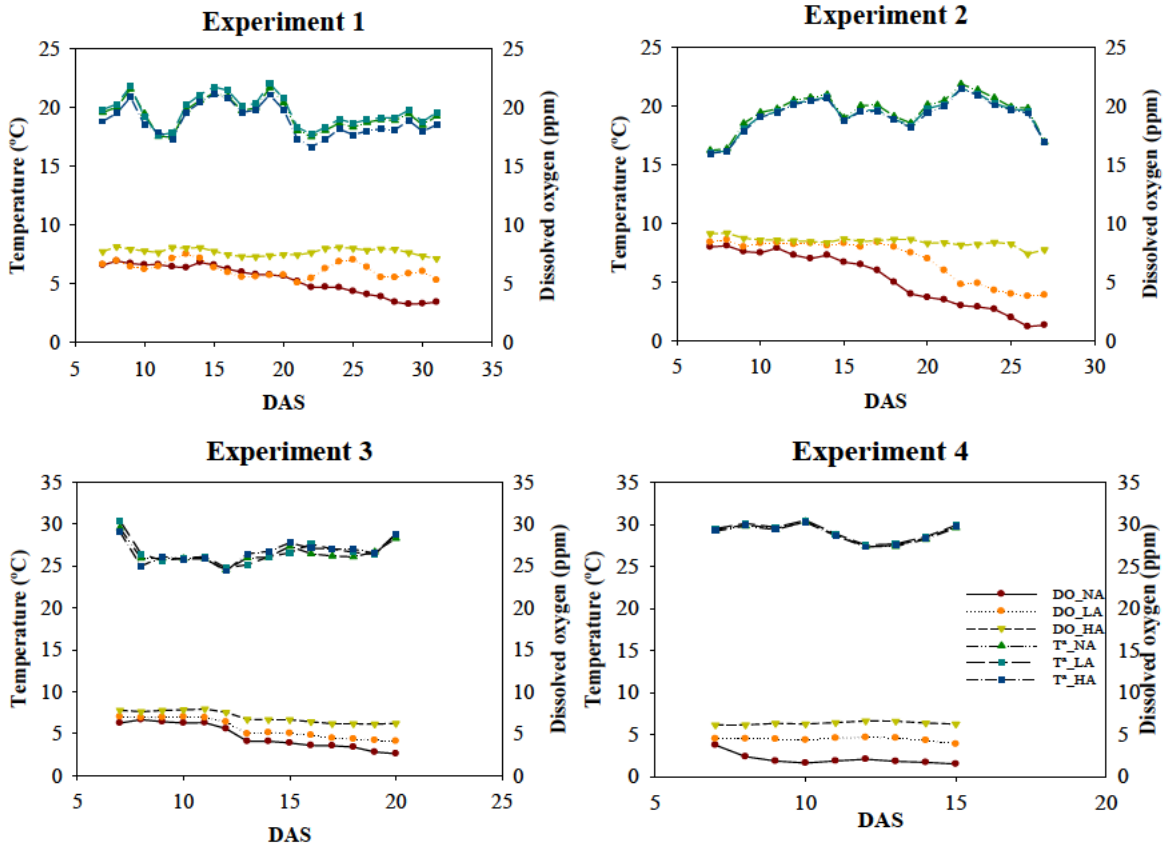 Experiment 1
25
20
15
10
5
0
Temperature (ºC)
25
20
15
10
5
0
Dissolved oxygen (ppm)
5 10 15 20 25 30 35
DAS
Experiment 2
25
20
15
10
5
0
Temperature (ºC)
25
20
15
10
5
0
Dissolved oxygen (ppm)
5 10 15 20 25 30
DAS
Experiment 3
35
30
25
20
15
10
5
0
Temperature (ºC)
35
30
25
20
15
10
5
0
Dissolved oxygen (ppm)
5 10 15 20 25
DAS
Experiment 4
35
30
25
20
15
10
5
0
Temperature (ºC)
35
30
25
20
15
10
5
0
Dissolved oxygen (ppm)
DO_NA
DO_LA
DO_HA
Tª_NA
Tª_LA
Tª_HA
5 10 15 20
DAS